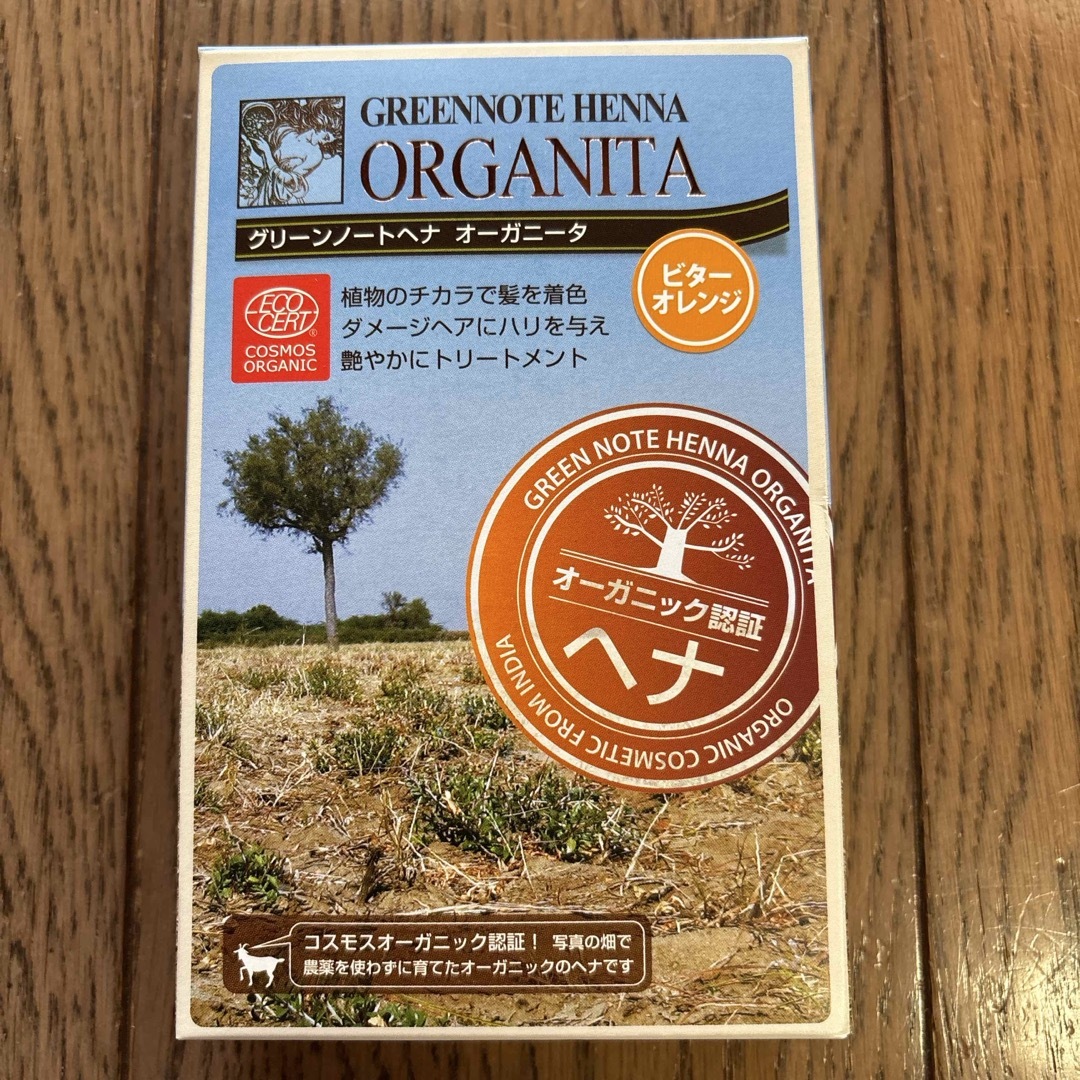 GREENNOTE HENNA
ORGANITA
グリーンノートヘナ オーガニータ
ビター
オレンジ
ECO
CERT®
COSMOS
ORGANIC
植物のチカラで髪を着色
ダメージヘアにハリを与え
艶やかにトリートメント
GREEN NOTE HENNA ORGANITA
オーガニック認証
ヘナ
ORGANIC COSMETIC FROM INDIA
コスモスオーガニック認証! 写真の畑で
農薬を使わずに育てたオーガニックのヘナです